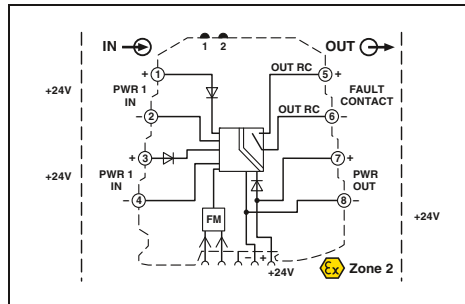 IN
1 2
OUT
+ 1
OUT RC
5 +
PWR 1
IN
FAULT
CONTACT
+24V
- 2
OUT RC
6 -
+ 3
7 +
+24V
PWR 1
IN
PWR
OUT
- 4
8 -
FM
+24V
- +
+24V
Ex Zone 2